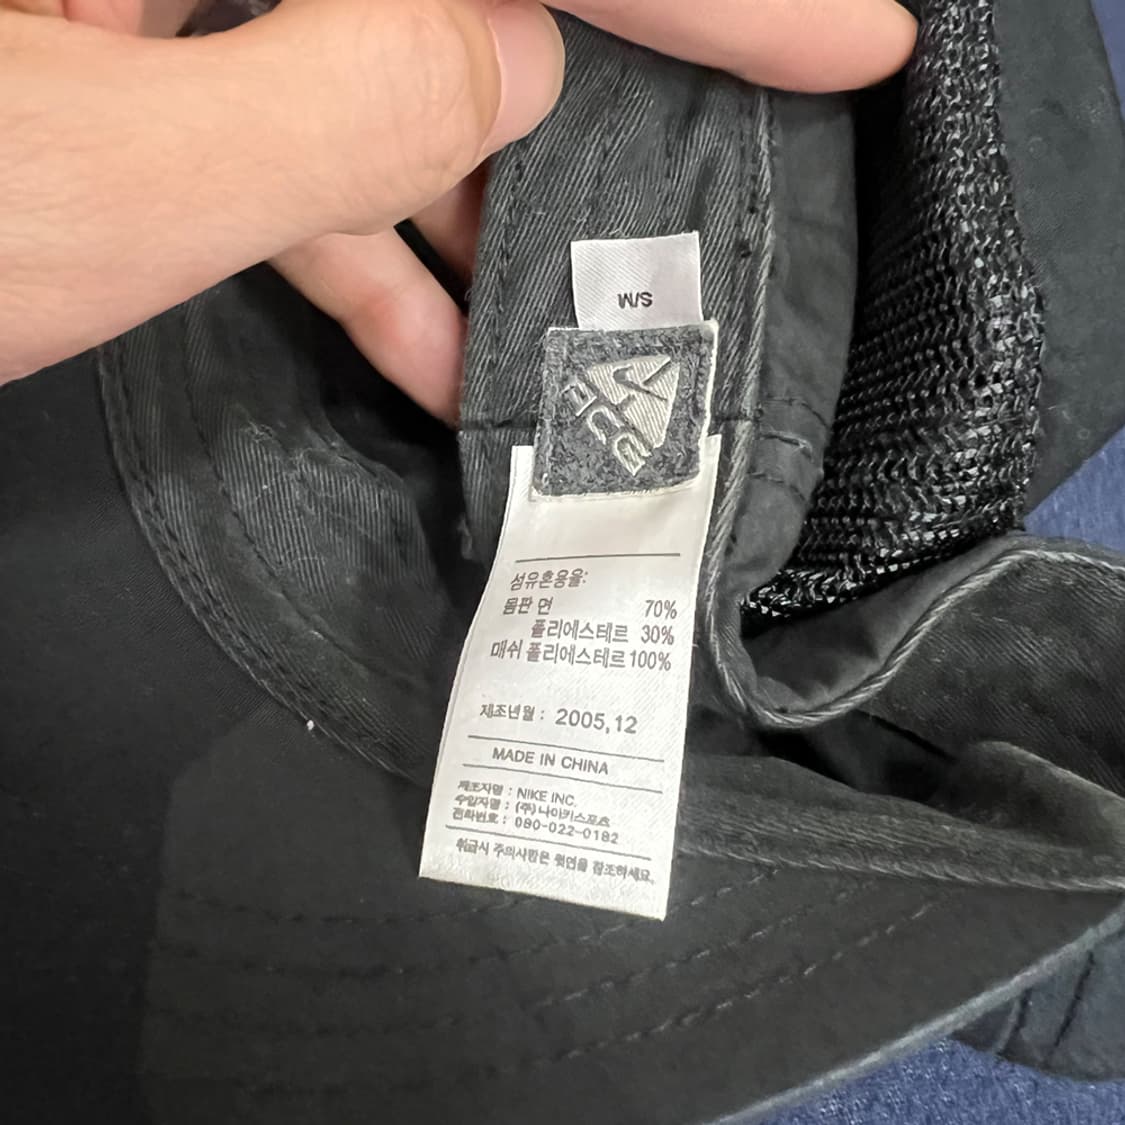 S/M
ACG
섬유혼용율:
몸판 면 70%
폴리에스테르 30%
매쉬 폴리에스테르 100%
제조년월 : 2005,12
MADE IN CHINA
제조자명 : NIKE INC.
수입자명 : (주)나이키스포츠
전화번호 : 080-022-0182
취급시 주의사항은 뒷면을 참조하세요.